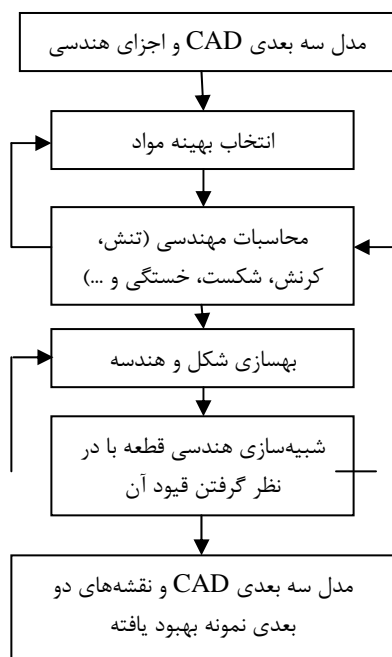 مدل سه بعدی CAD و اجزای هندسی
انتخاب بهینه مواد
محاسبات مهندسی (تنش،
کرنش، شکست، خستگی و ...)
بهسازی شکل و هندسه
شبیه‌سازی هندسی قطعه با در
نظر گرفتن قیود آن
مدل سه بعدی CAD و نقشه‌های دو
بعدی نمونه بهبود یافته